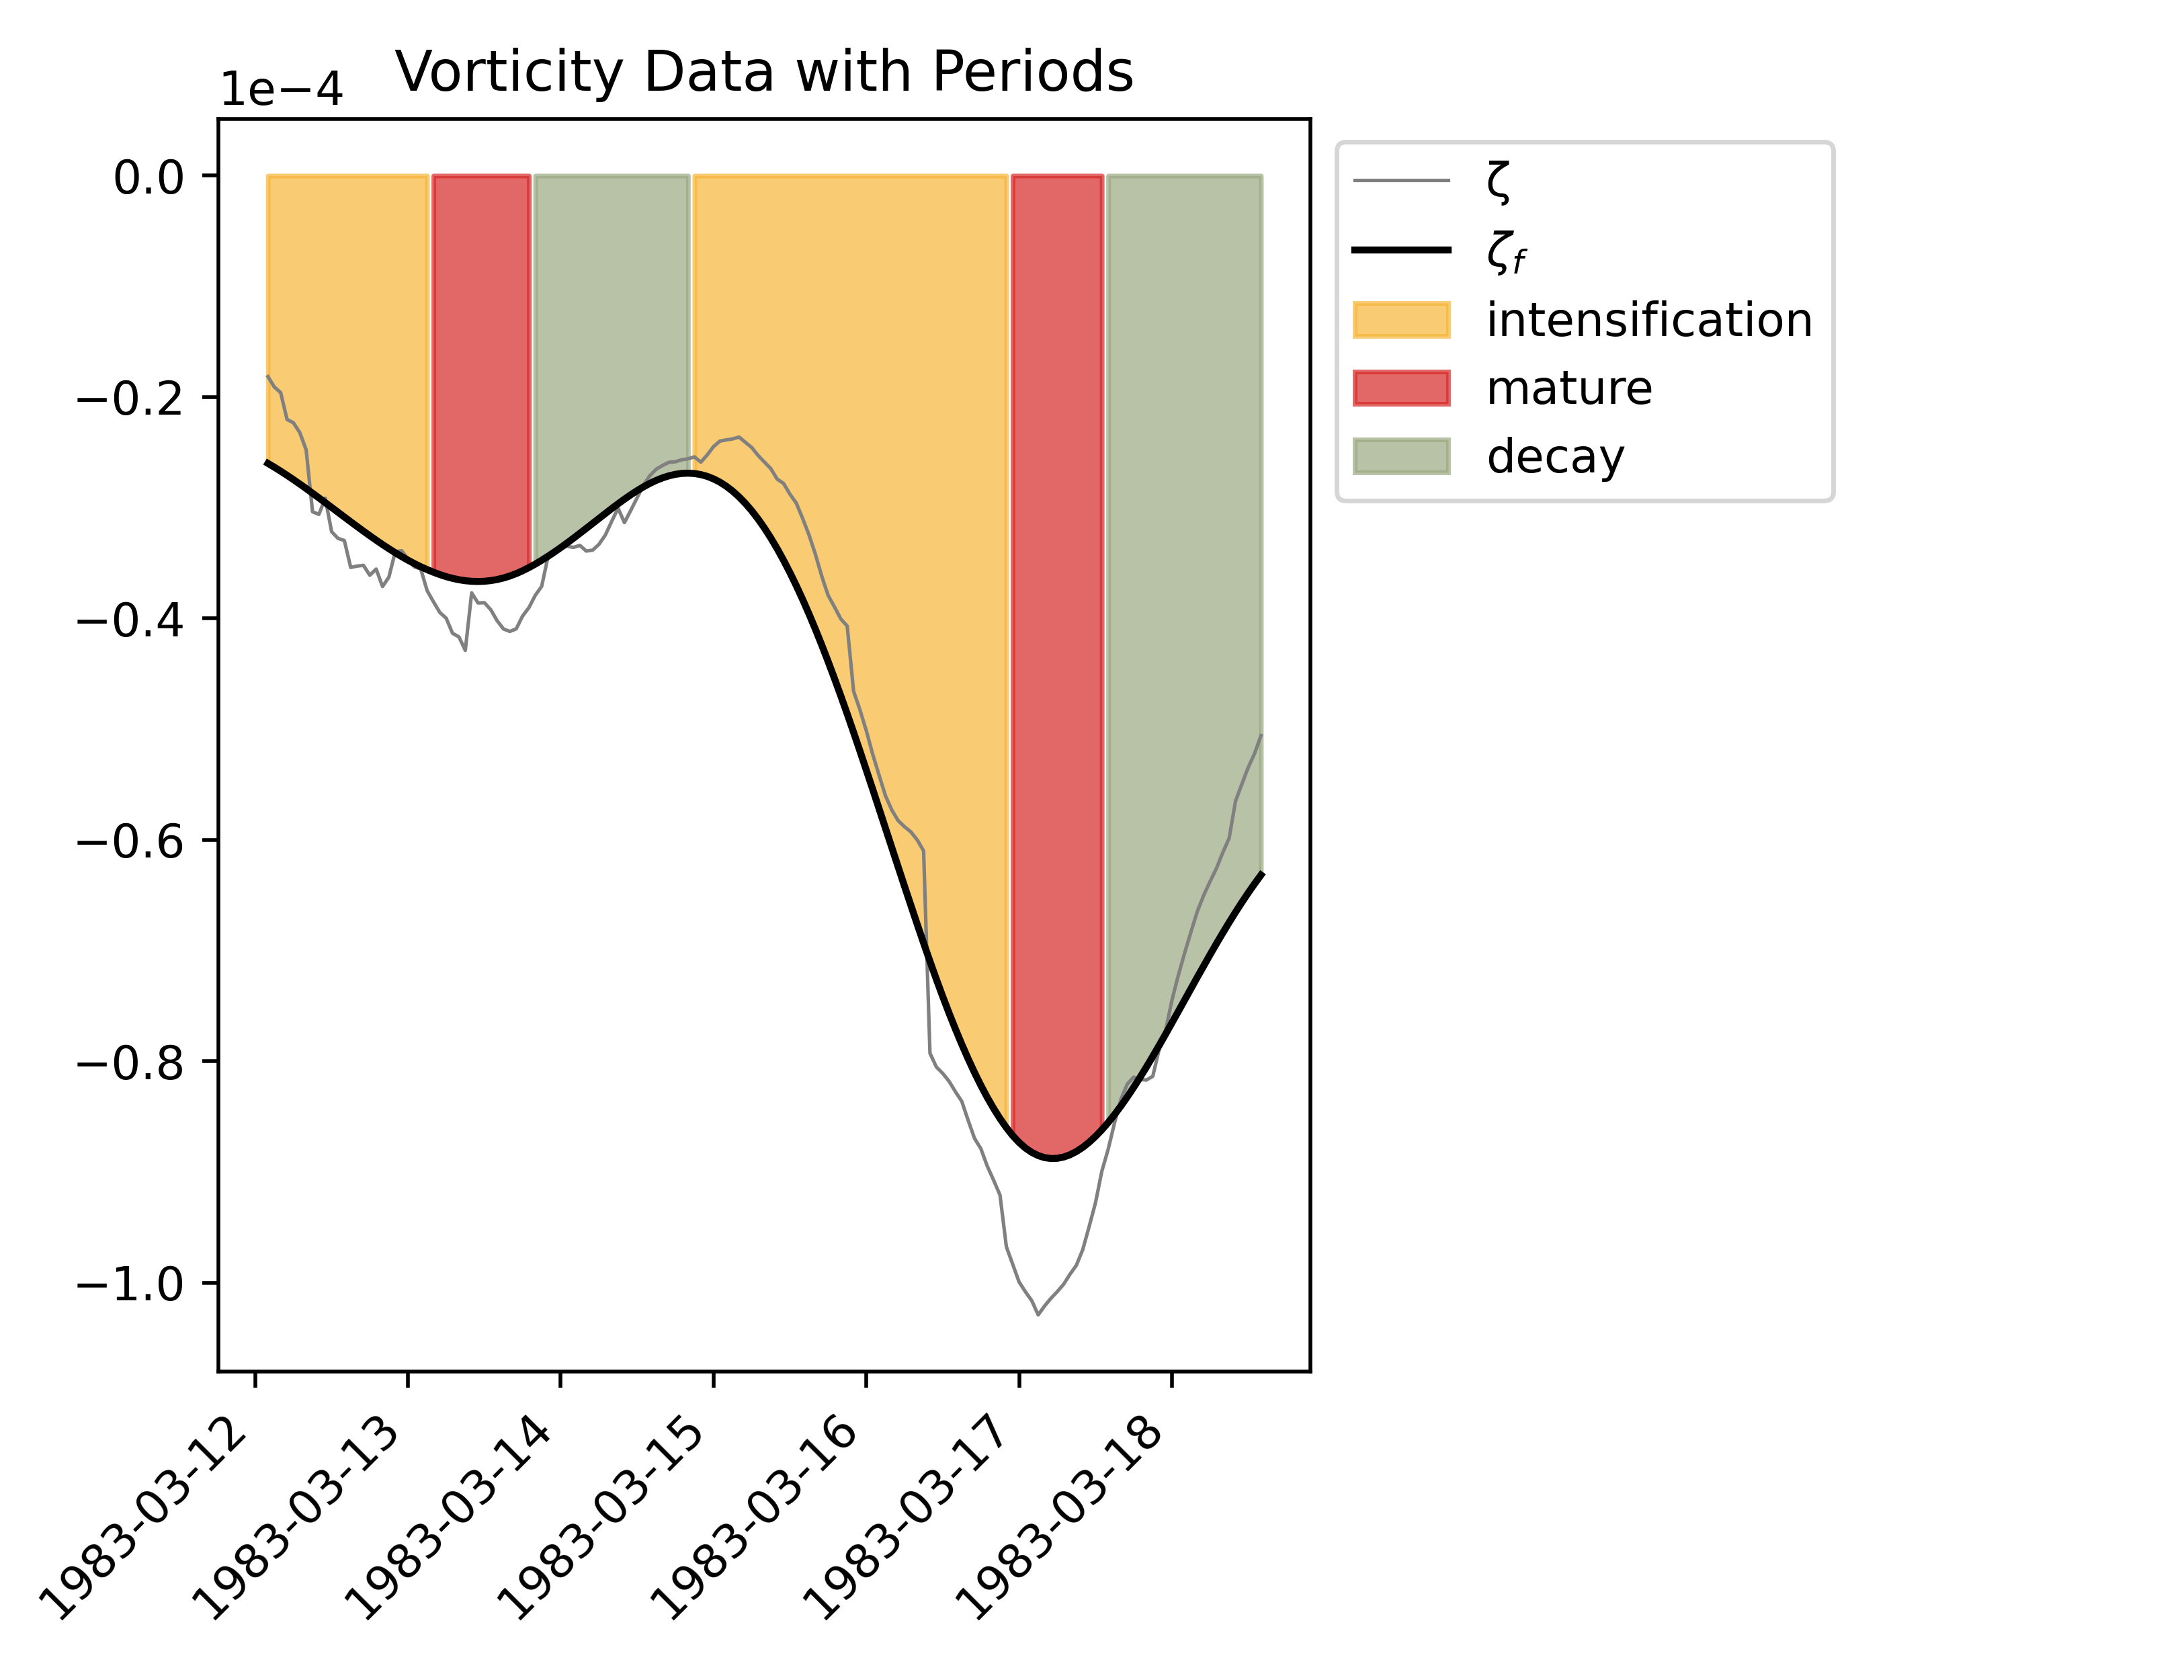 Vorticity Data with Periods
1e−4
0.0
−0.2
−0.4
−0.6
−0.8
−1.0
1983-03-12
1983-03-13
1983-03-14
1983-03-15
1983-03-16
1983-03-17
1983-03-18
ζ
ζf
intensification
mature
decay